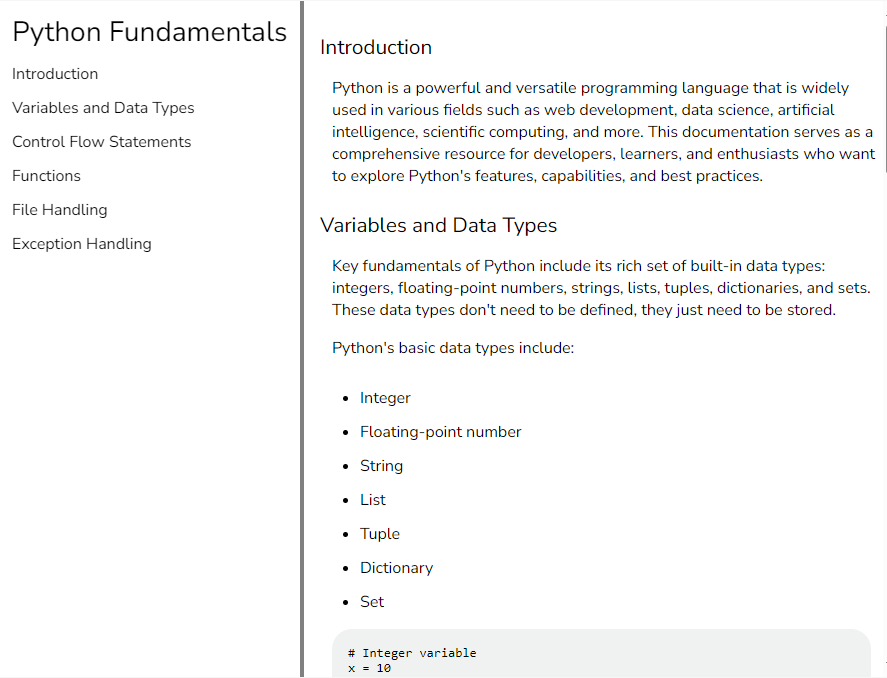 Python Fundamentals
Introduction
Variables and Data Types
Control Flow Statements
Functions
File Handling
Exception Handling
Introduction
Python is a powerful and versatile programming language that is widely
used in various fields such as web development, data science, artificial
intelligence, scientific computing, and more. This documentation serves as a
comprehensive resource for developers, learners, and enthusiasts who want
to explore Python's features, capabilities, and best practices.
Variables and Data Types
Key fundamentals of Python include its rich set of built-in data types:
integers, floating-point numbers, strings, lists, tuples, dictionaries, and sets.
These data types don't need to be defined, they just need to be stored.
Python's basic data types include:
• Integer
• Floating-point number
• String
• List
• Tuple
• Dictionary
• Set
# Integer variable
x = 10